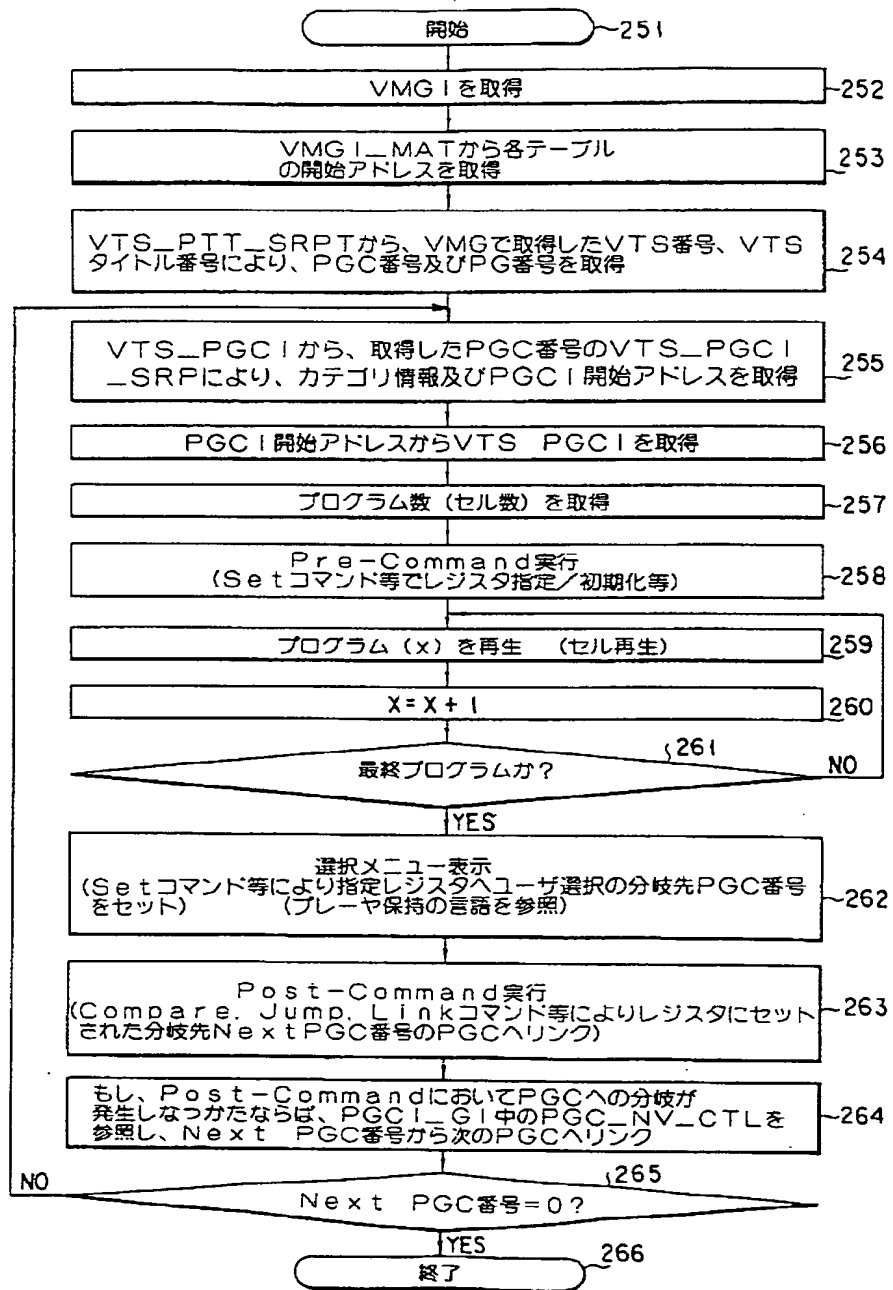 開始
251
VMGIを取得
252
VMGI_MATから各テーブル
の開始アドレスを取得
253
VTS_PTT_SRPTから、VMGで取得したVTS番号、VTS
タイトル番号により、PGC番号及びPG番号を取得
254
VTS_PGCIから、取得したPGC番号のVTS_PGCI
_SRPにより、カテゴリ情報及びPGCI開始アドレスを取得
255
PGCI開始アドレスからVTS PGCIを取得
256
プログラム数(セル数)を取得
257
Pre-Command実行
(Setコマンド等でレジスタ指定/初期化等)
258
プログラム(x)を再生 (セル再生)
259
X=X+1
260
261
最終プログラムか?
NO
YES
選択メニュー表示
(Setコマンド等により指定レジスタへユーザ選択の分岐先PGC番号
をセット) (プレーヤ保持の言語を参照)
262
Post-Command実行
(Compare, Jump, Linkコマンド等によりレジスタにセット
された分岐先NextPGC番号のPGCへリンク)
263
もし、Post-CommandにおいてPGCへの分岐が
発生しなつかたならば、PGCI_GI中のPGC_NV_CTLを
参照し、Next PGC番号から次のPGCへリンク
264
265
NO
Next PGC番号=0?
YES
終了
266